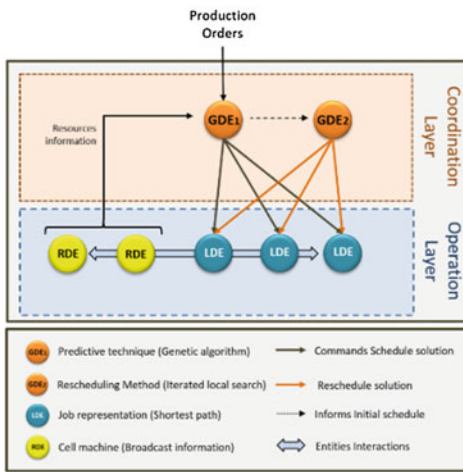 Production
Orders
Resources
information
GDE1
GDE2
Coordination
Layer
RDE
RDE
LDE
LDE
LDE
Operation
Layer
GDE1 Predictive technique (Genetic algorithm)
Commands Schedule solution
GDE2 Rescheduling Method (Iterated local search)
Reschedule solution
LDE Job representation (Shortest path)
Informs Initial schedule
RDE Cell machine (Broadcast information)
Entities Interactions